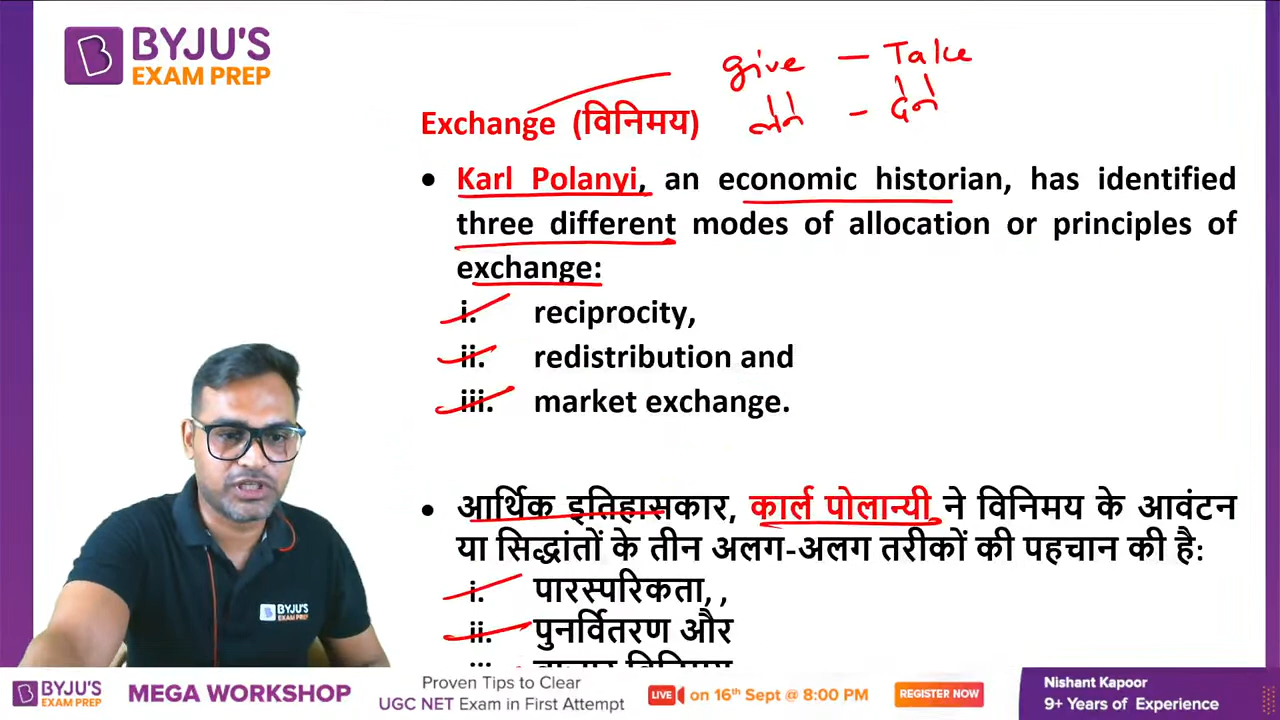 BYJU'S
EXAM PREP
give – Take
लेने – देने
Exchange (विनिमय)
• Karl Polanyi, an economic historian, has identified
three different modes of allocation or principles of
exchange:
i. reciprocity,
ii. redistribution and
iii. market exchange.
• आर्थिक इतिहासकार, कार्ल पोलान्यी ने विनिमय के आवंटन
या सिद्धांतों के तीन अलग-अलग तरीकों की पहचान की है:
i. पारस्परिकता, ,
ii. पुनर्वितरण और
BYJU'S
EXAM PREP
BYJU'S
EXAM PREP
MEGA WORKSHOP
Proven Tips to Clear
UGC NET Exam in First Attempt
LIVE on 16th Sept @ 8:00 PM
REGISTER NOW
Nishant Kapoor
9+ Years of Experience